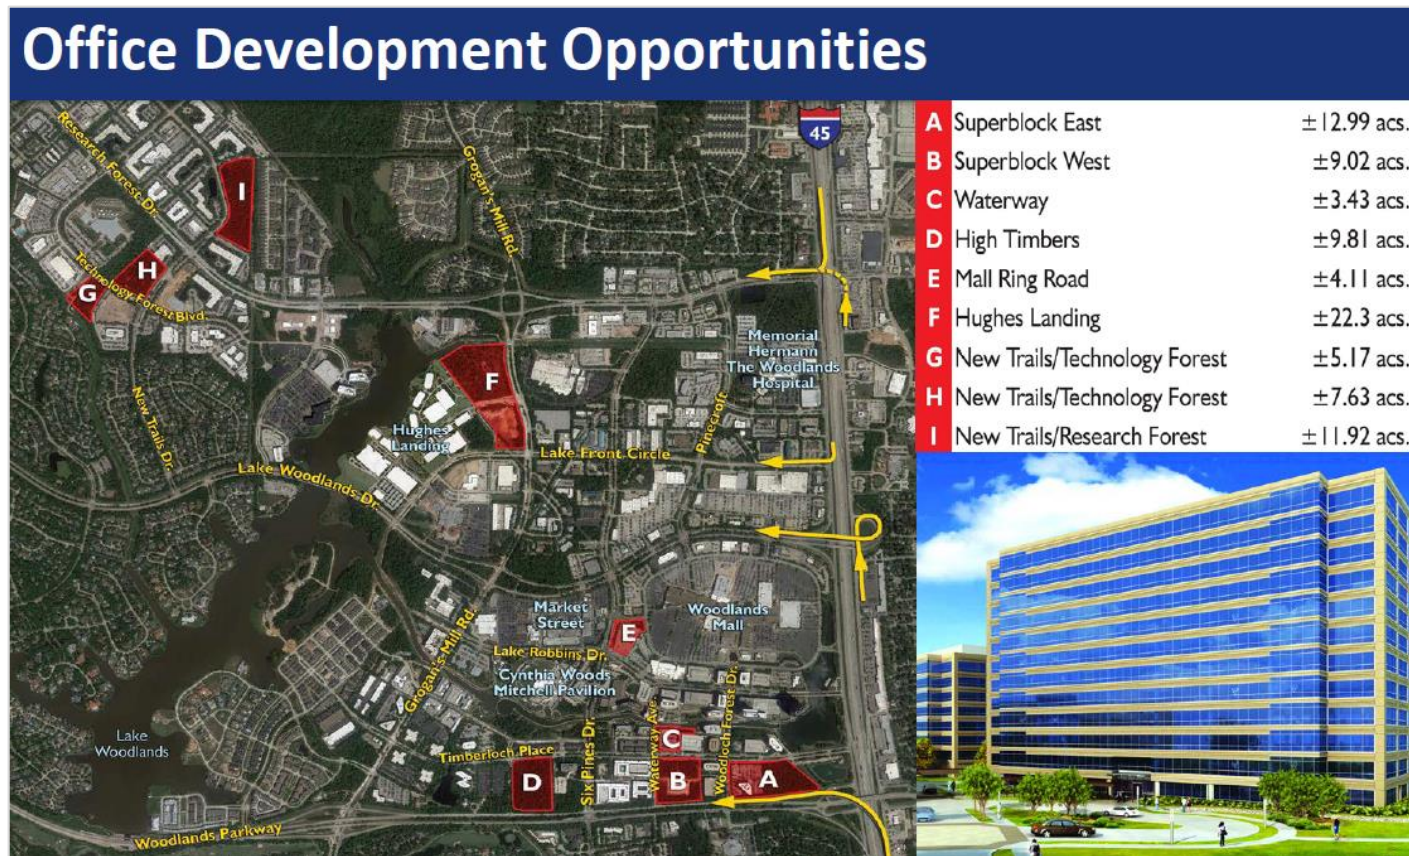 Office Development Opportunities
45
Research Forest Dr.
Grogan's Mill Rd.
I
H
G
Technology Forest Blvd.
Memorial
Hermann
The Woodlands
Hospital
F
New Trails Dr.
Hughes
Landing
Pinecroft
Lake Front Circle
Lake Woodlands Dr.
Market
Street
Woodlands
Mall
E
Grogan's Mill Rd.
Lake Robbins Dr.
Cynthia Woods
Mitchell Pavilion
Lake
Woodlands
Timberloch Place
Six Pines Dr.
Waterway Ave.
Woodloch Forest Dr.
C
D
B
A
Woodlands Parkway
A Superblock East ±12.99 acs.
B Superblock West ±9.02 acs.
C Waterway ±3.43 acs.
D High Timbers ±9.81 acs.
E Mall Ring Road ±4.11 acs.
F Hughes Landing ±22.3 acs.
G New Trails/Technology Forest ±5.17 acs.
H New Trails/Technology Forest ±7.63 acs.
I New Trails/Research Forest ±11.92 acs.